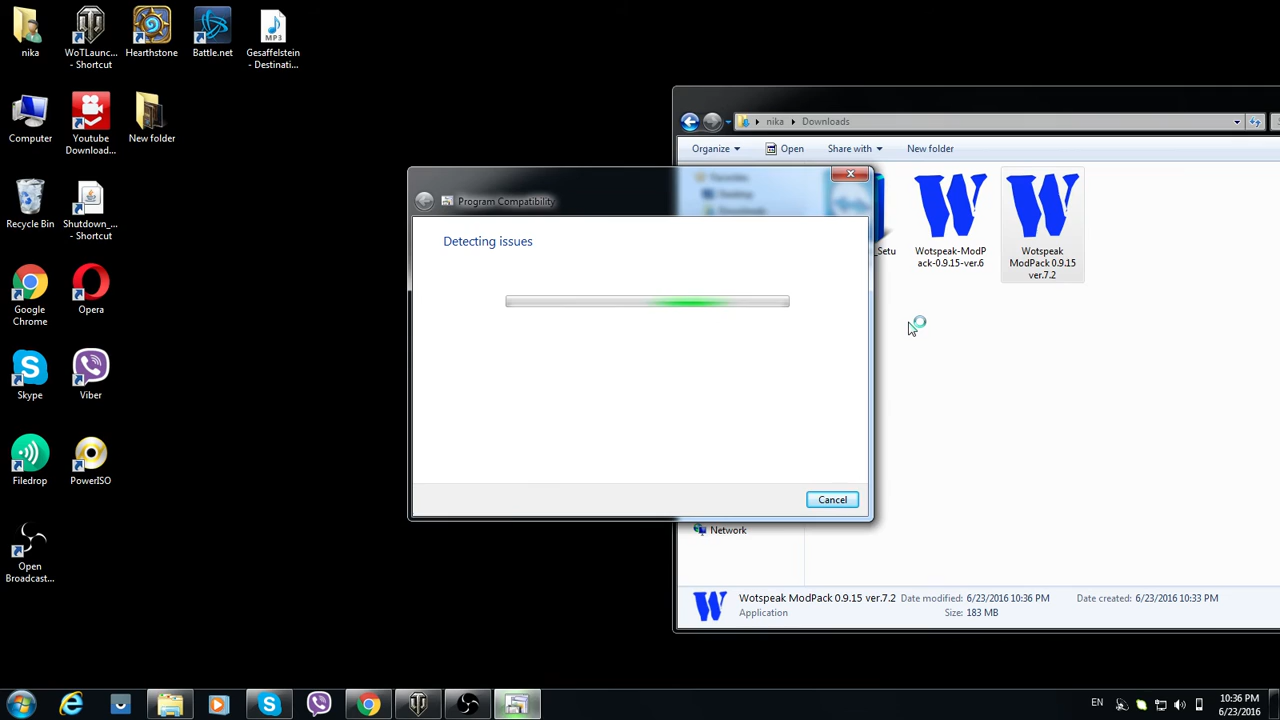 nika
WoTLaunc...
- Shortcut
Hearthstone
Battle.net
MP3
Gesaffelstein
- Destinati...
Computer
Youtube
Download...
New folder
Recycle Bin
Shutdown_...
- Shortcut
Google
Chrome
Opera
Skype
Viber
Filedrop
PowerISO
Open
Broadcast...
nika
Downloads
Organize
Open
Share with
New folder
Favorites
Desktop
Downloads
_Setu
Wotspeak-ModP
ack-0.9.15-ver.6
Wotspeak
ModPack 0.9.15
ver.7.2
Network
Wotspeak ModPack 0.9.15 ver.7.2
Date modified: 6/23/2016 10:36 PM
Date created: 6/23/2016 10:33 PM
Application
Size: 183 MB
Program Compatibility
Detecting issues
Cancel
EN
10:36 PM
6/23/2016